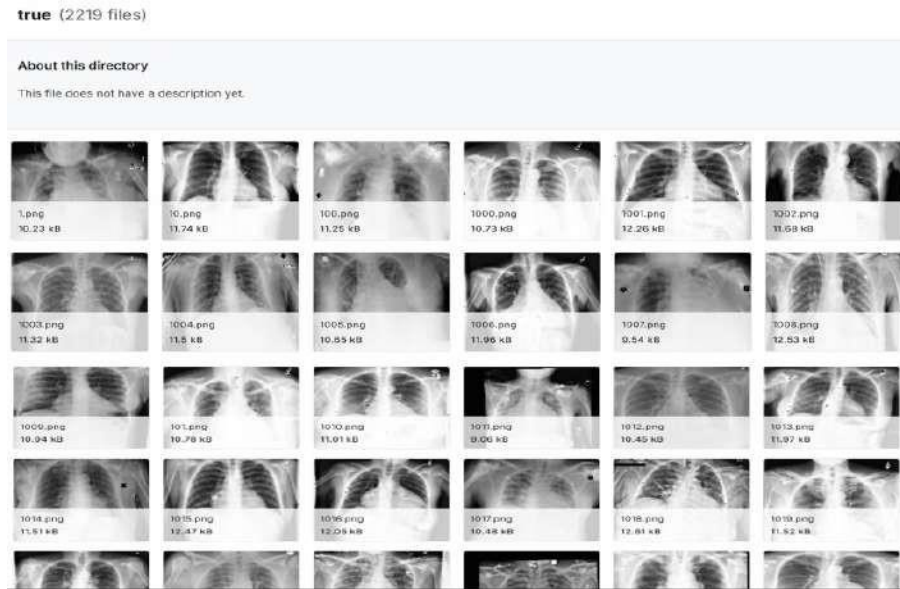 true (2219 files)
About this directory
This file does not have a description yet.
1.png
10.png
100.png
1000.png
1001.png
1002.png
10.23 kB
11.74 kB
11.25 kB
10.73 kB
12.26 kB
11.68 kB
1003.png
1004.png
1005.png
1006.png
1007.png
1008.png
11.32 kB
11.5 kB
10.65 kB
11.96 kB
9.54 kB
12.53 kB
1009.png
101.png
1010.png
1011.png
1012.png
1013.png
10.94 kB
10.78 kB
11.01 kB
9.06 kB
10.45 kB
11.97 kB
1014.png
1015.png
1016.png
1017.png
1018.png
1019.png
11.51 kB
12.47 kB
12.05 kB
10.48 kB
12.61 kB
11.52 kB